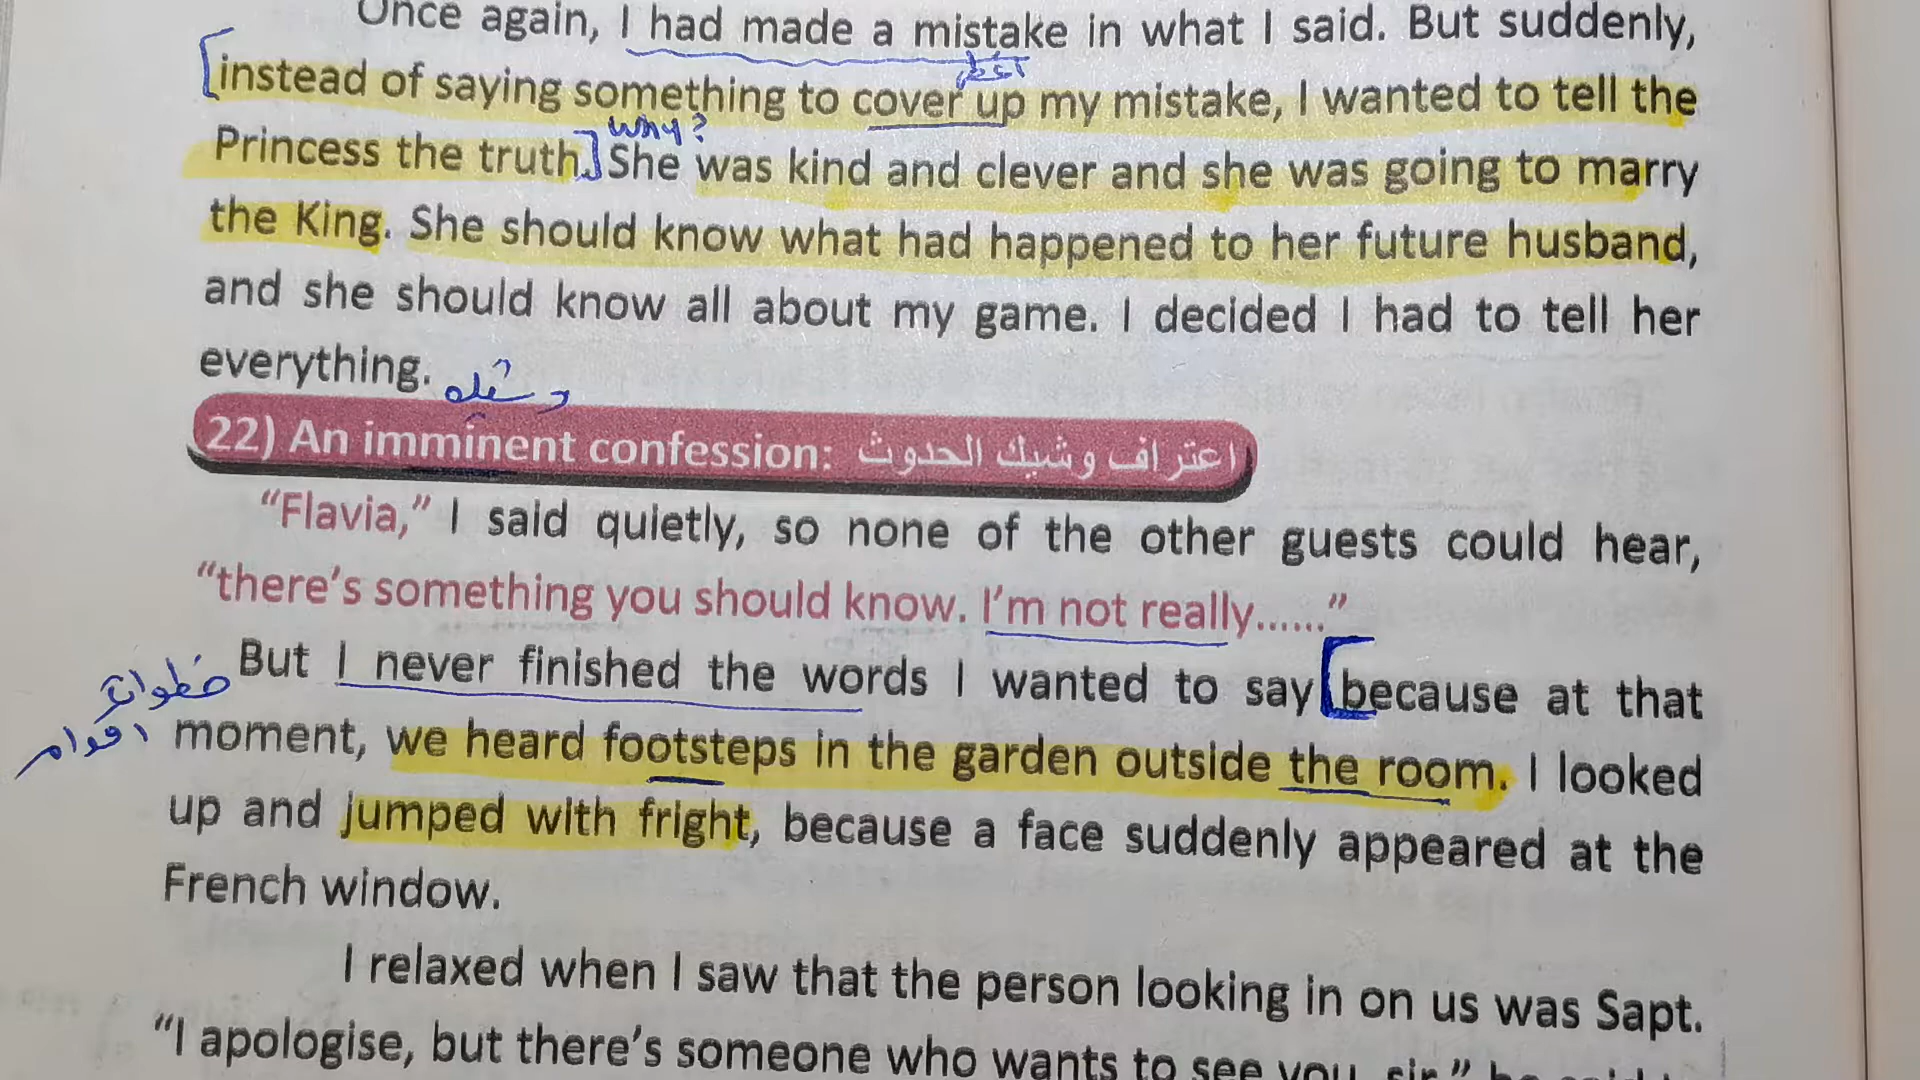 Once again, I had made a mistake in what I said. But suddenly,
instead of saying something to cover up my mistake, I wanted to tell the
why?
Princess the truth. She was kind and clever and she was going to marry
the King. She should know what had happened to her future husband,
and she should know all about my game. I decided I had to tell her
everything.
22) An imminent confession: اعتراف وشيك الحدوث
“Flavia,” I said quietly, so none of the other guests could hear,
“there’s something you should know. I’m not really......”
خطوات But I never finished the words I wanted to say because at that
اقدام moment, we heard footsteps in the garden outside the room. I looked
up and jumped with fright, because a face suddenly appeared at the
French window.
I relaxed when I saw that the person looking in on us was Sapt.
“I apologise, but there’s someone who wants to see you, sir,” he